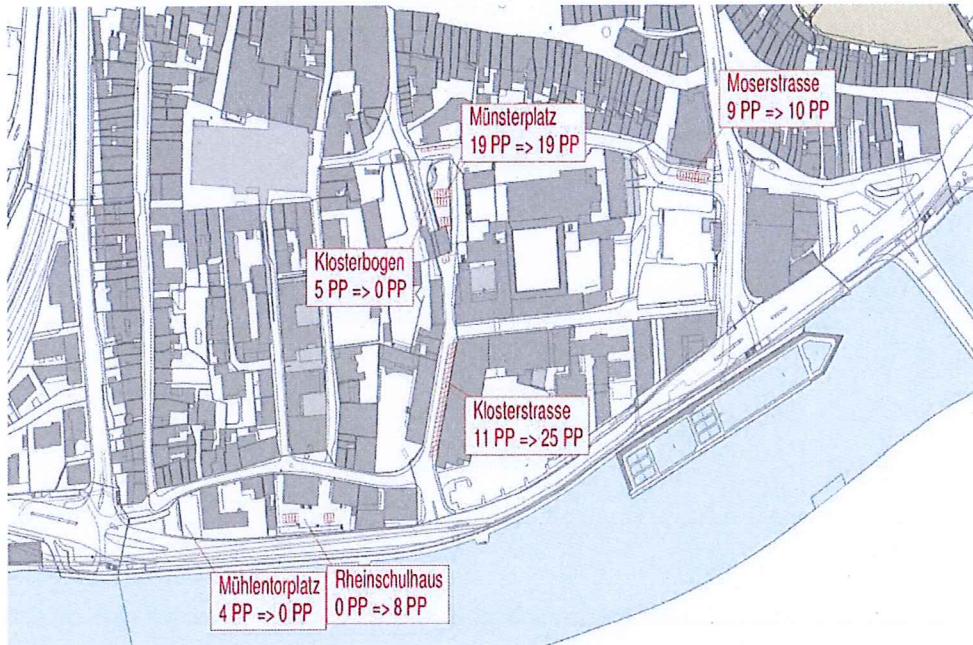 Moserstrasse
9 PP => 10 PP
Münsterplatz
19 PP => 19 PP
Klosterbogen
5 PP => 0 PP
Klosterstrasse
11 PP => 25 PP
Mühlentorplatz
4 PP => 0 PP
Rheinschulhaus
0 PP => 8 PP